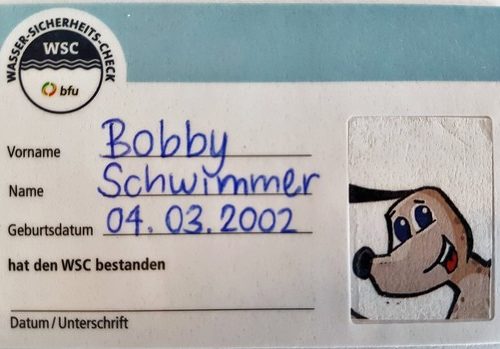 WASSER-SICHERHEITS-CHECK
WSC
bfu
Vorname Bobby
Name Schwimmer
Geburtsdatum 04.03.2002
hat den WSC bestanden
Datum/Unterschrift